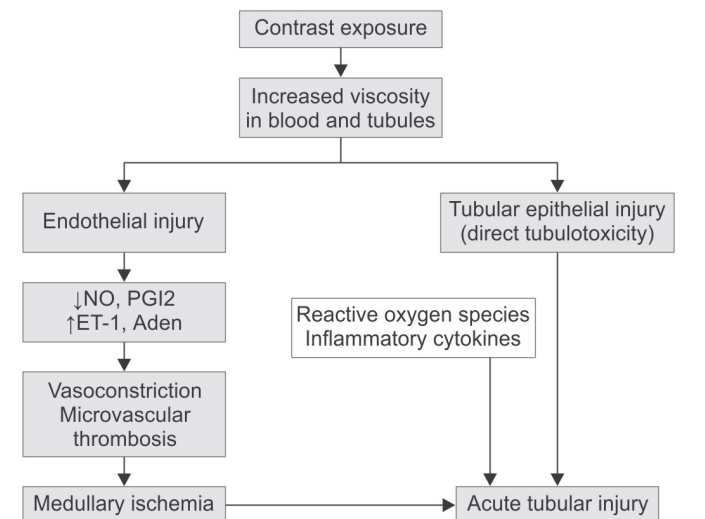 Contrast exposure
Increased viscosity
in blood and tubules
Endothelial injury
Tubular epithelial injury
(direct tubulotoxicity)
↓NO, PGI2
↑ET-1, Aden
Reactive oxygen species
Inflammatory cytokines
Vasoconstriction
Microvascular
thrombosis
Medullary ischemia
Acute tubular injury